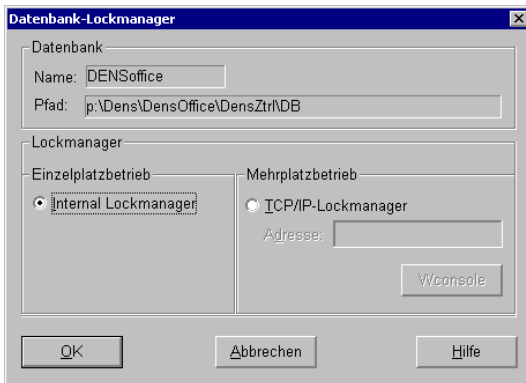 Datenbank-Lockmanager
Datenbank
Name: DENSoffice
Pfad: p:\Dens\DensOffice\DensZtrl\DB
Lockmanager
Einzelplatzbetrieb
Internal Lockmanager
Mehrplatzbetrieb
TCP/IP-Lockmanager
Adresse:
Wconsole
OK
Abbrechen
Hilfe